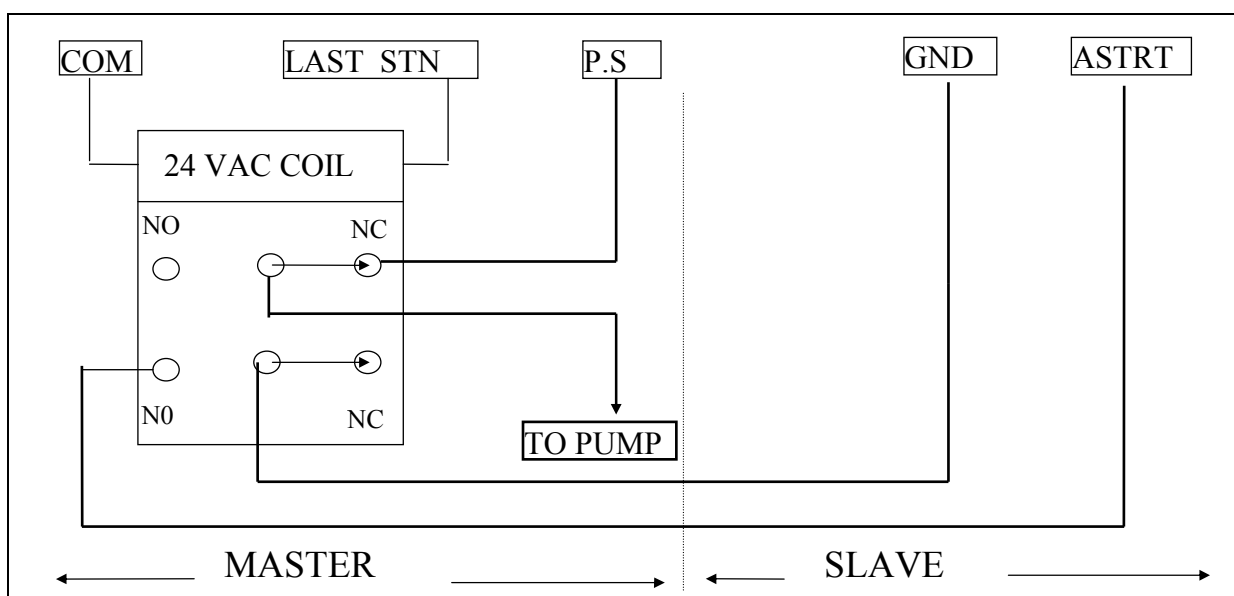 COM LAST STN P.S GND ASTRT
24 VAC COIL
NO NC
N0 NC
TO PUMP
MASTER SLAVE